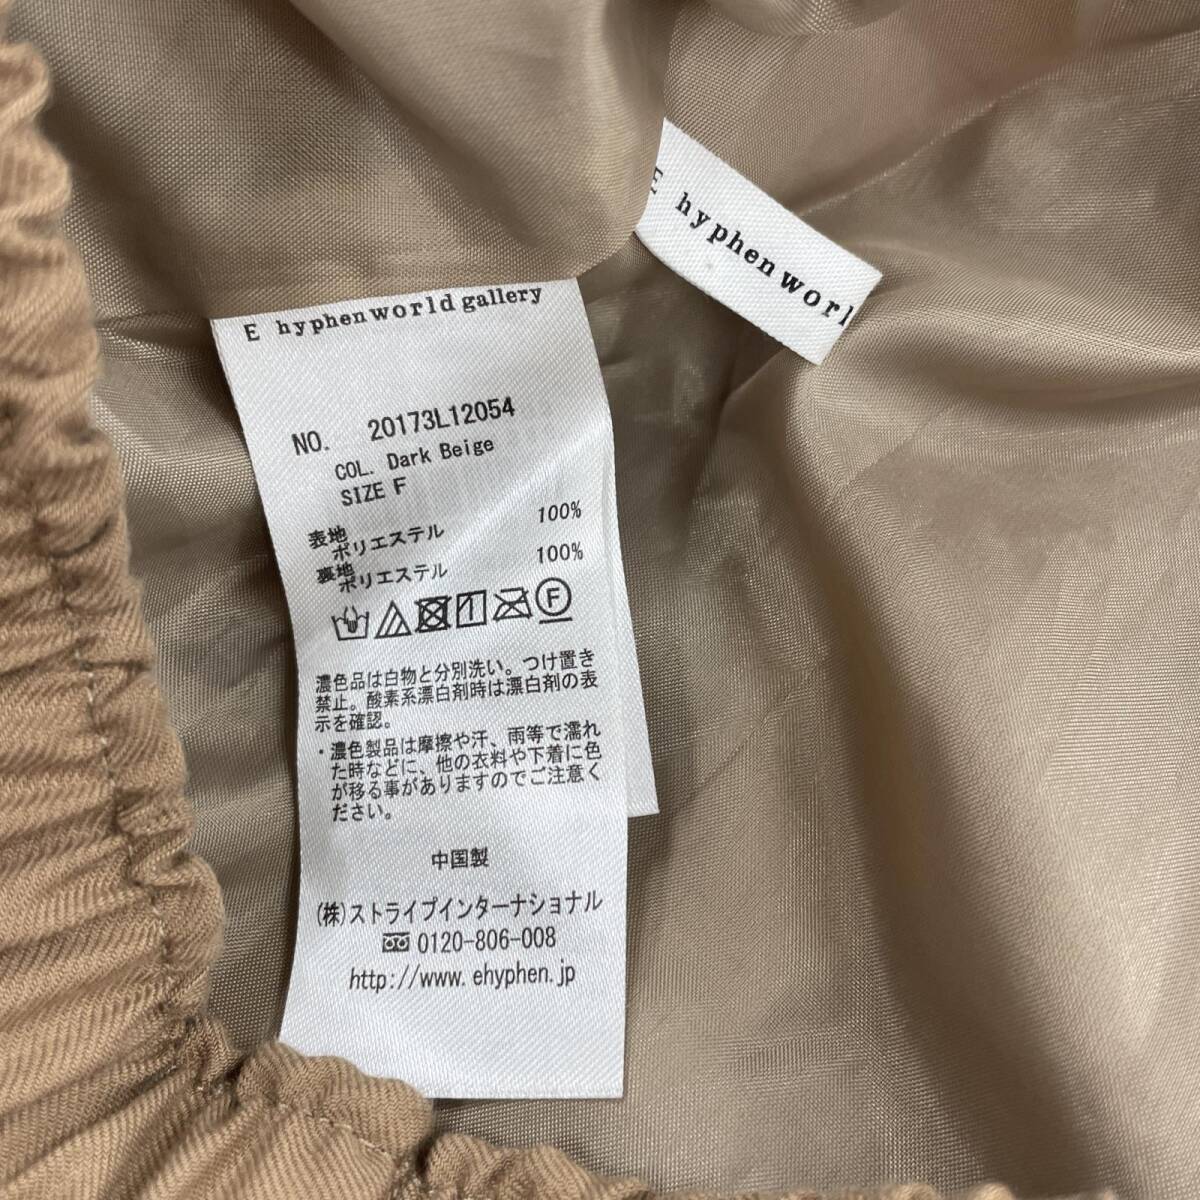 E hyphen worl
E hyphen world gallery
NO. 20173L12054
COL. Dark Beige
SIZE F
表地
ポリエステル 100%
裏地
ポリエステル 100%
F
濃色品は白物と分別洗い。つけ置き
禁止。酸素系漂白剤時は漂白剤の表
示を確認。
・濃色製品は摩擦や汗、雨等で濡れ
た時などに、他の衣料や下着に色
が移る事がありますのでご注意く
ださい。
中国製
(株)ストライプインターナショナル
0120-806-008
http://www.ehyphen.jp